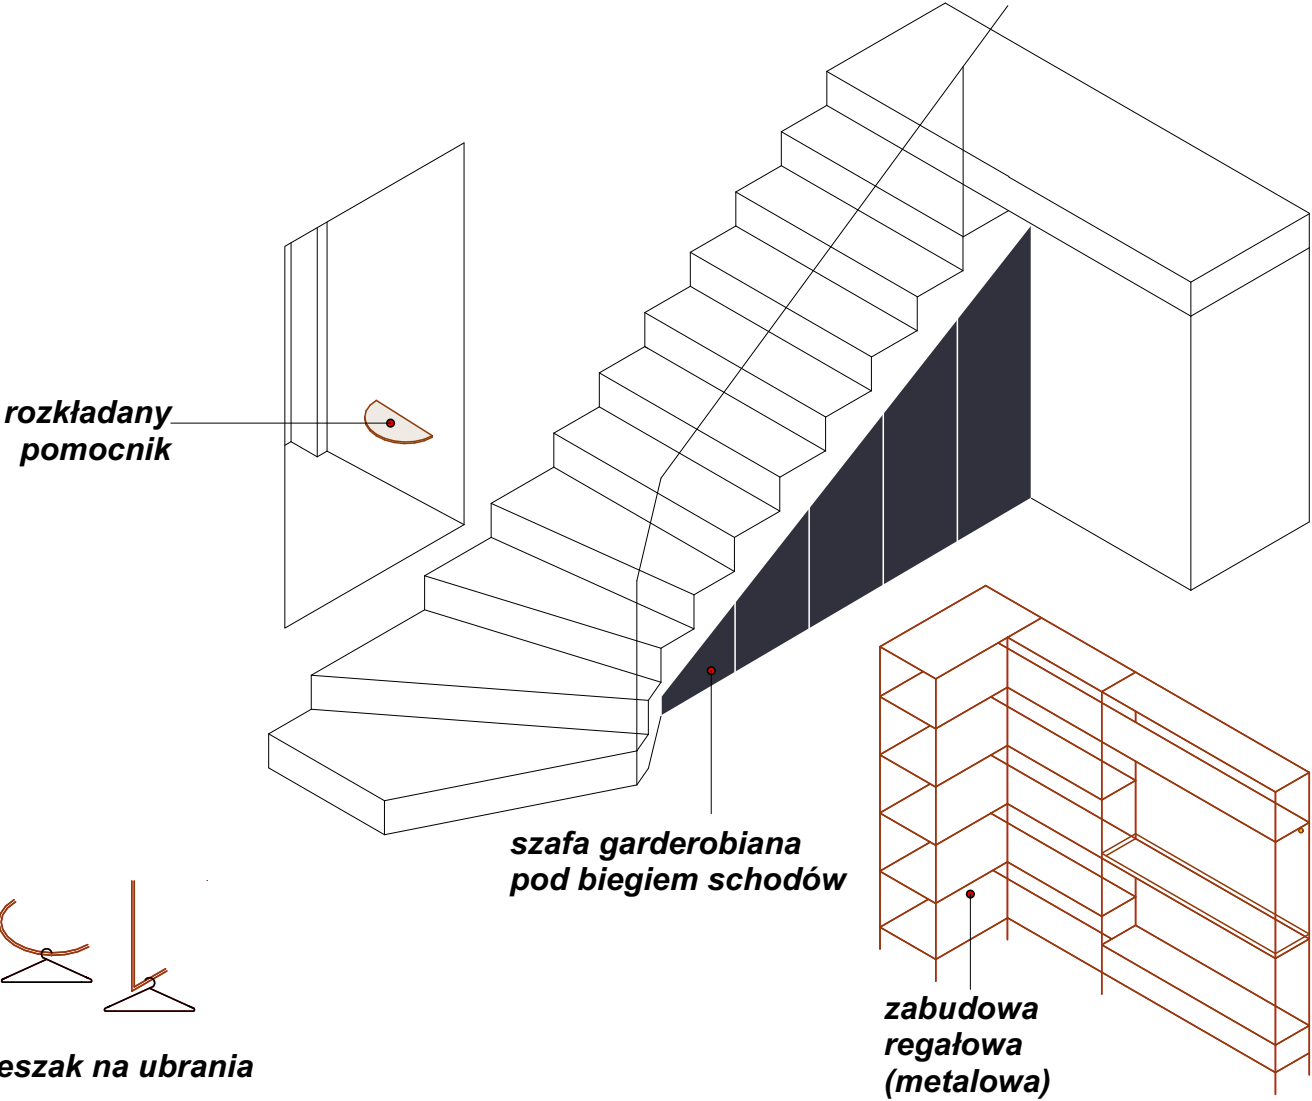 rozkładany
pomocnik
szafa garderobiana
pod biegiem schodów
zabudowa
regałowa
(metalowa)
eszak na ubrania